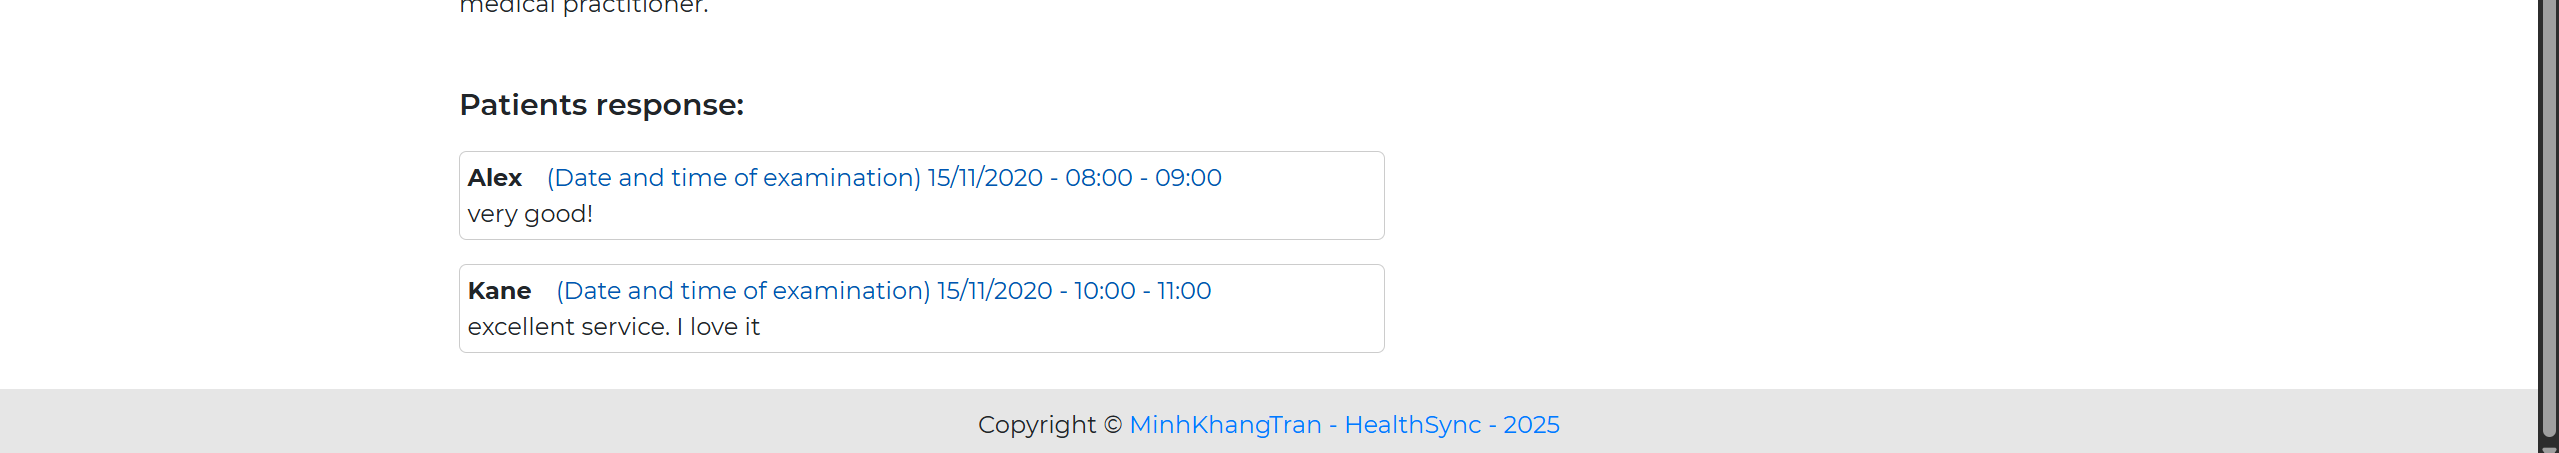 medical practitioner.
Patients response:
Alex (Date and time of examination) 15/11/2020 - 08:00 - 09:00
very good!
Kane (Date and time of examination) 15/11/2020 - 10:00 - 11:00
excellent service. I love it
Copyright © MinhKhangTran - HealthSync - 2025